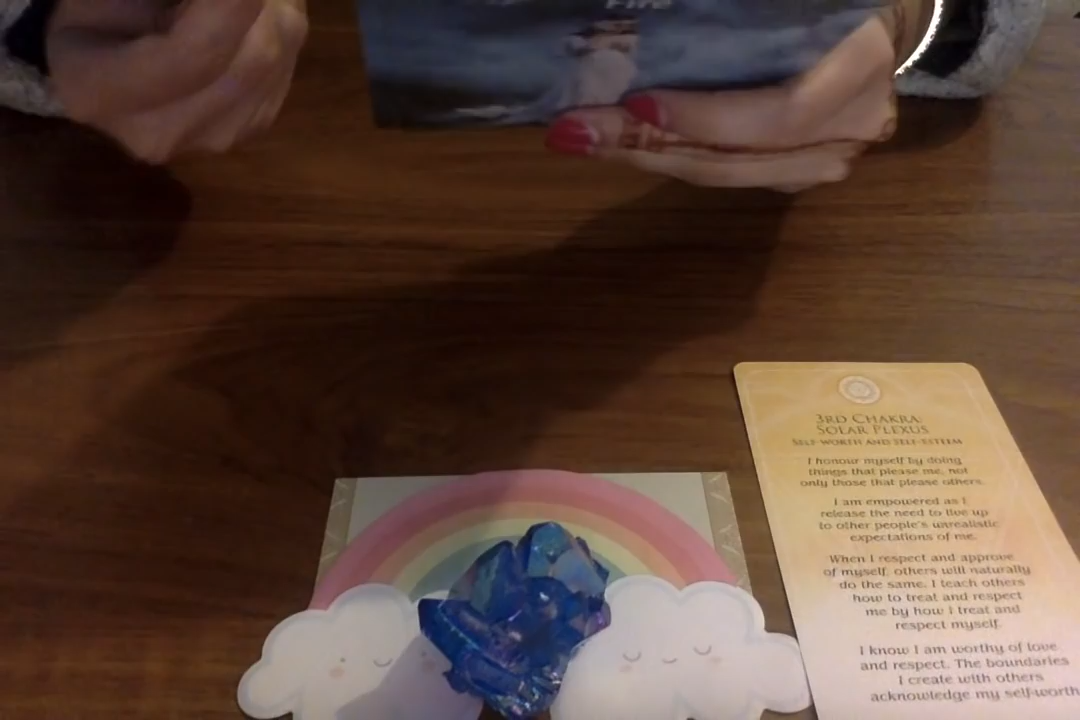 3RD CHAKRA:
SOLAR PLEXUS
SELF-WORTH AND SELF-ESTEEM
I honour myself by doing
things that please me, not
only those that please others.
I am empowered as I
release the need to live up
to other people's unrealistic
expectations of me.
When I respect and approve
of myself, others will naturally
do the same. I teach others
how to treat and respect
me by how I treat and
respect myself.
I know I am worthy of love
and respect. The boundaries
I create with others
acknowledge my self-worth